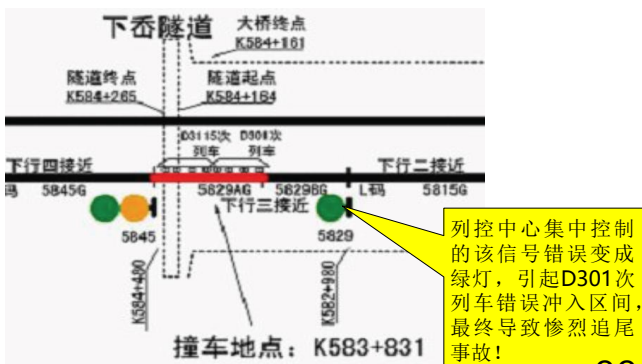 下岙隧道
大桥终点
K584+161
隧道终点
K584+265
隧道起点
K584+164
D3115次
列车
D301次
列车
下行四接近
下行二接近
码
5845G
5829AG
5829BG
L码
5815G
下行三接近
5845
5829
K584+480
K582+980
撞车地点：K583+831
列控中心集中控制
的该信号错误变成
绿灯，引起D301次
列车错误冲入区间，
最终导致惨烈追尾
事故！